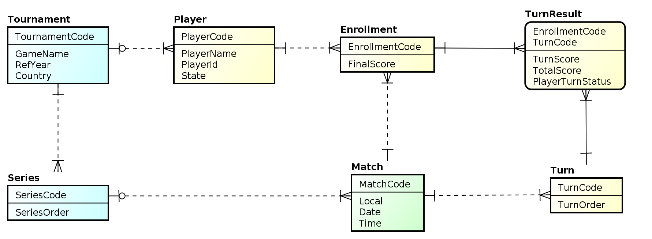 Tournament
TournamentCode
GameName
RefYear
Country
Player
PlayerCode
PlayerName
PlayerId
State
Enrollment
EnrollmentCode
FinalScore
TurnResult
EnrollmentCode
TurnCode
TurnScore
TotalScore
PlayerTurnStatus
Series
SeriesCode
SeriesOrder
Match
MatchCode
Local
Date
Time
Turn
TurnCode
TurnOrder